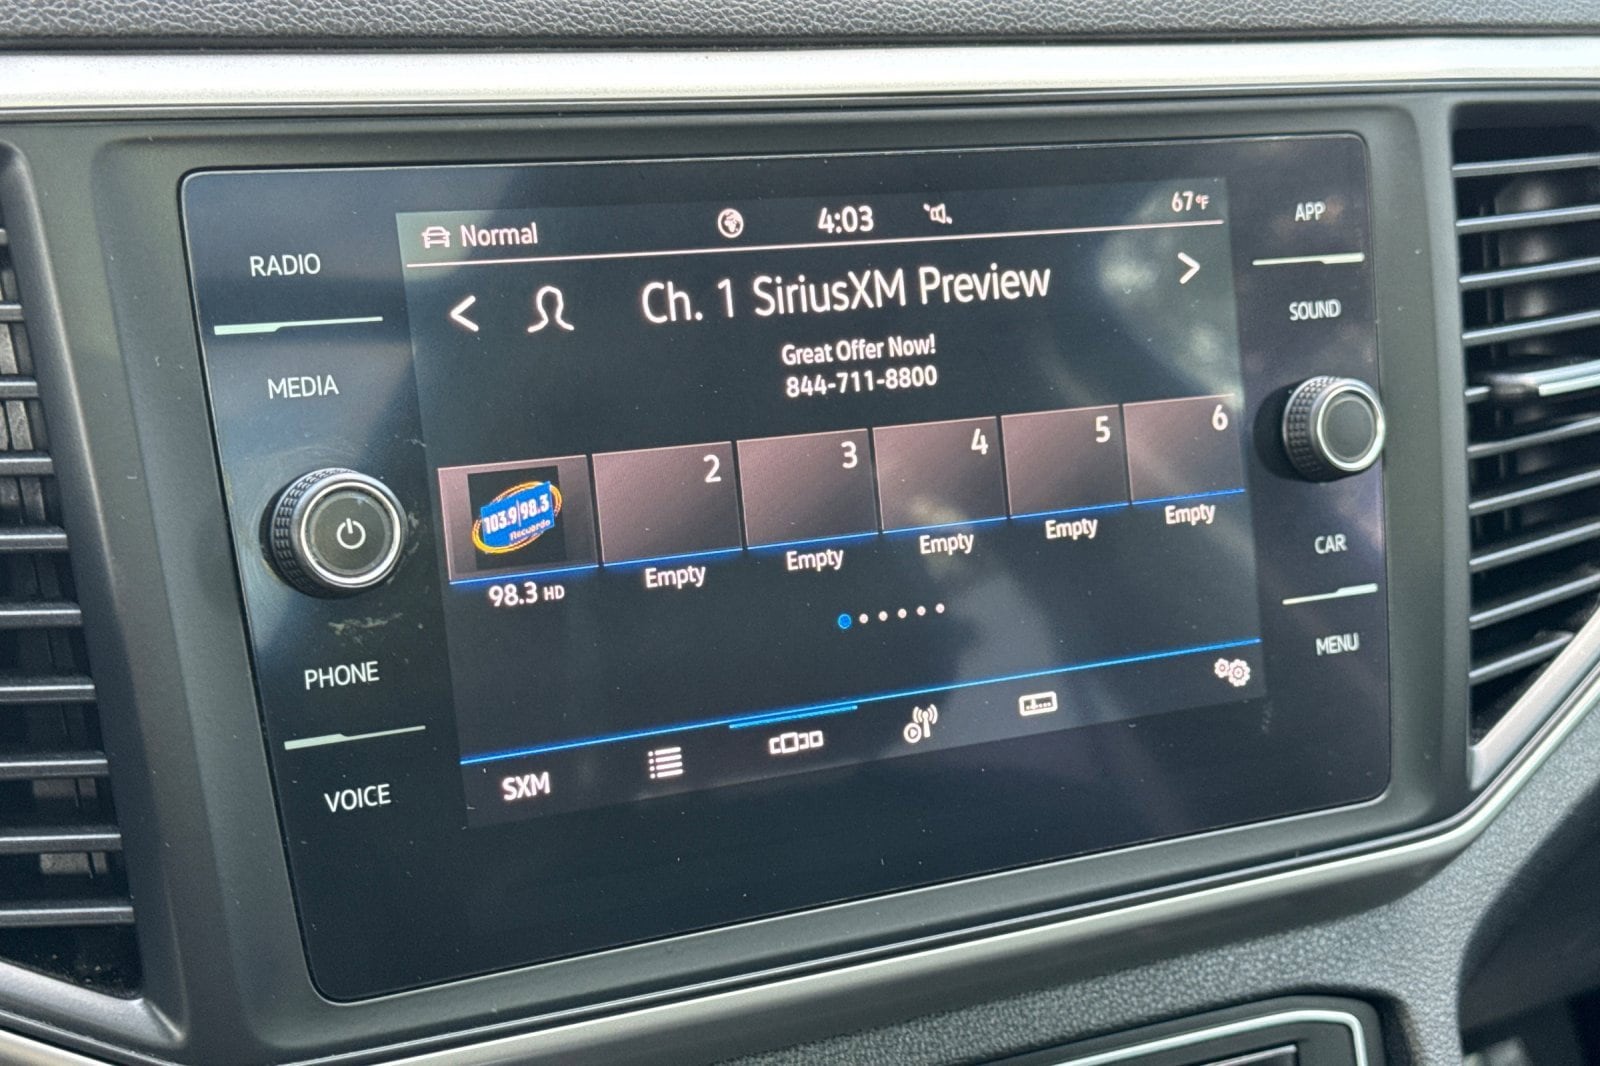 Normal
4:03
67°F
APP
RADIO
< Ch. 1 SiriusXM Preview >
SOUND
Great Offer Now!
844-711-8800
MEDIA
103.9|98.3
Recuerdo
2
3
4
5
6
98.3 HD
Empty
Empty
Empty
Empty
Empty
CAR
PHONE
MENU
VOICE
SXM